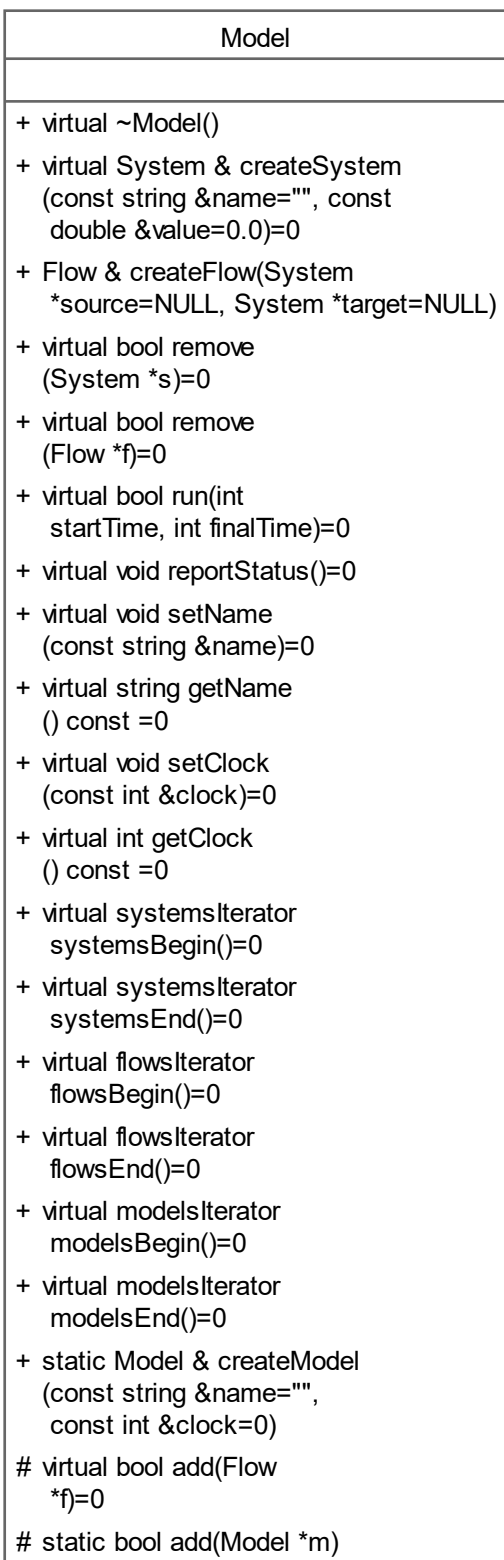 Model
+ virtual ~Model()
+ virtual System & createSystem
(const string &name="", const
double &value=0.0)=0
+ Flow & createFlow(System
*source=NULL, System *target=NULL)
+ virtual bool remove
(System *s)=0
+ virtual bool remove
(Flow *f)=0
+ virtual bool run(int
startTime, int finalTime)=0
+ virtual void reportStatus()=0
+ virtual void setName
(const string &name)=0
+ virtual string getName
() const =0
+ virtual void setClock
(const int &clock)=0
+ virtual int getClock
() const =0
+ virtual systemsIterator
systemsBegin()=0
+ virtual systemsIterator
systemsEnd()=0
+ virtual flowsIterator
flowsBegin()=0
+ virtual flowsIterator
flowsEnd()=0
+ virtual modelsIterator
modelsBegin()=0
+ virtual modelsIterator
modelsEnd()=0
+ static Model & createModel
(const string &name="",
const int &clock=0)
# virtual bool add(Flow
*f)=0
# static bool add(Model *m)